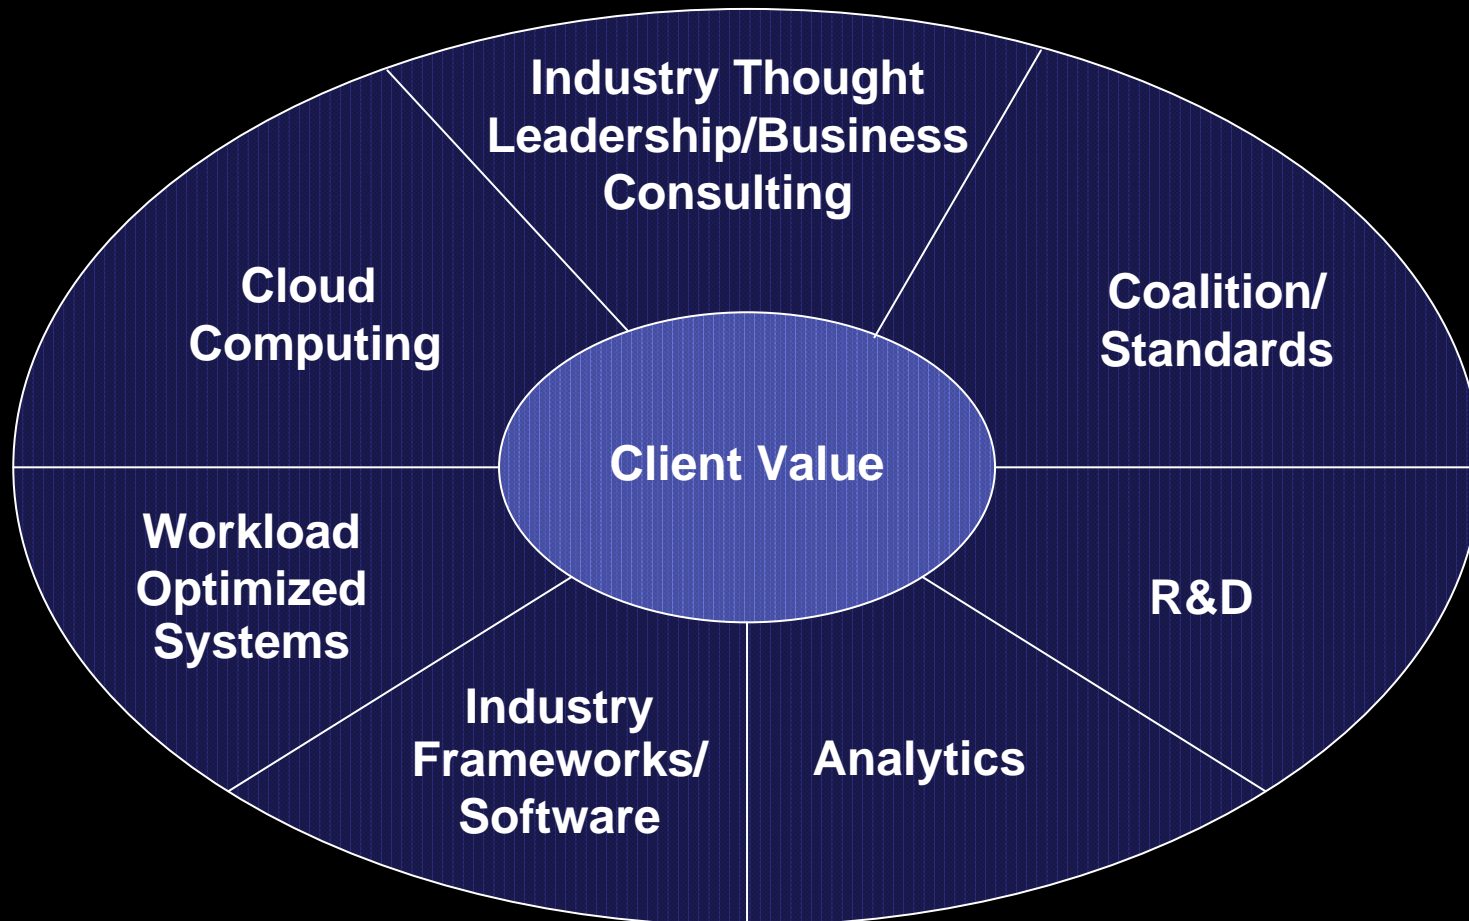 Industry Thought
Leadership/Business
Consulting
Cloud
Computing
Coalition/
Standards
Client Value
Workload
Optimized
Systems
R&D
Industry
Frameworks/
Software
Analytics